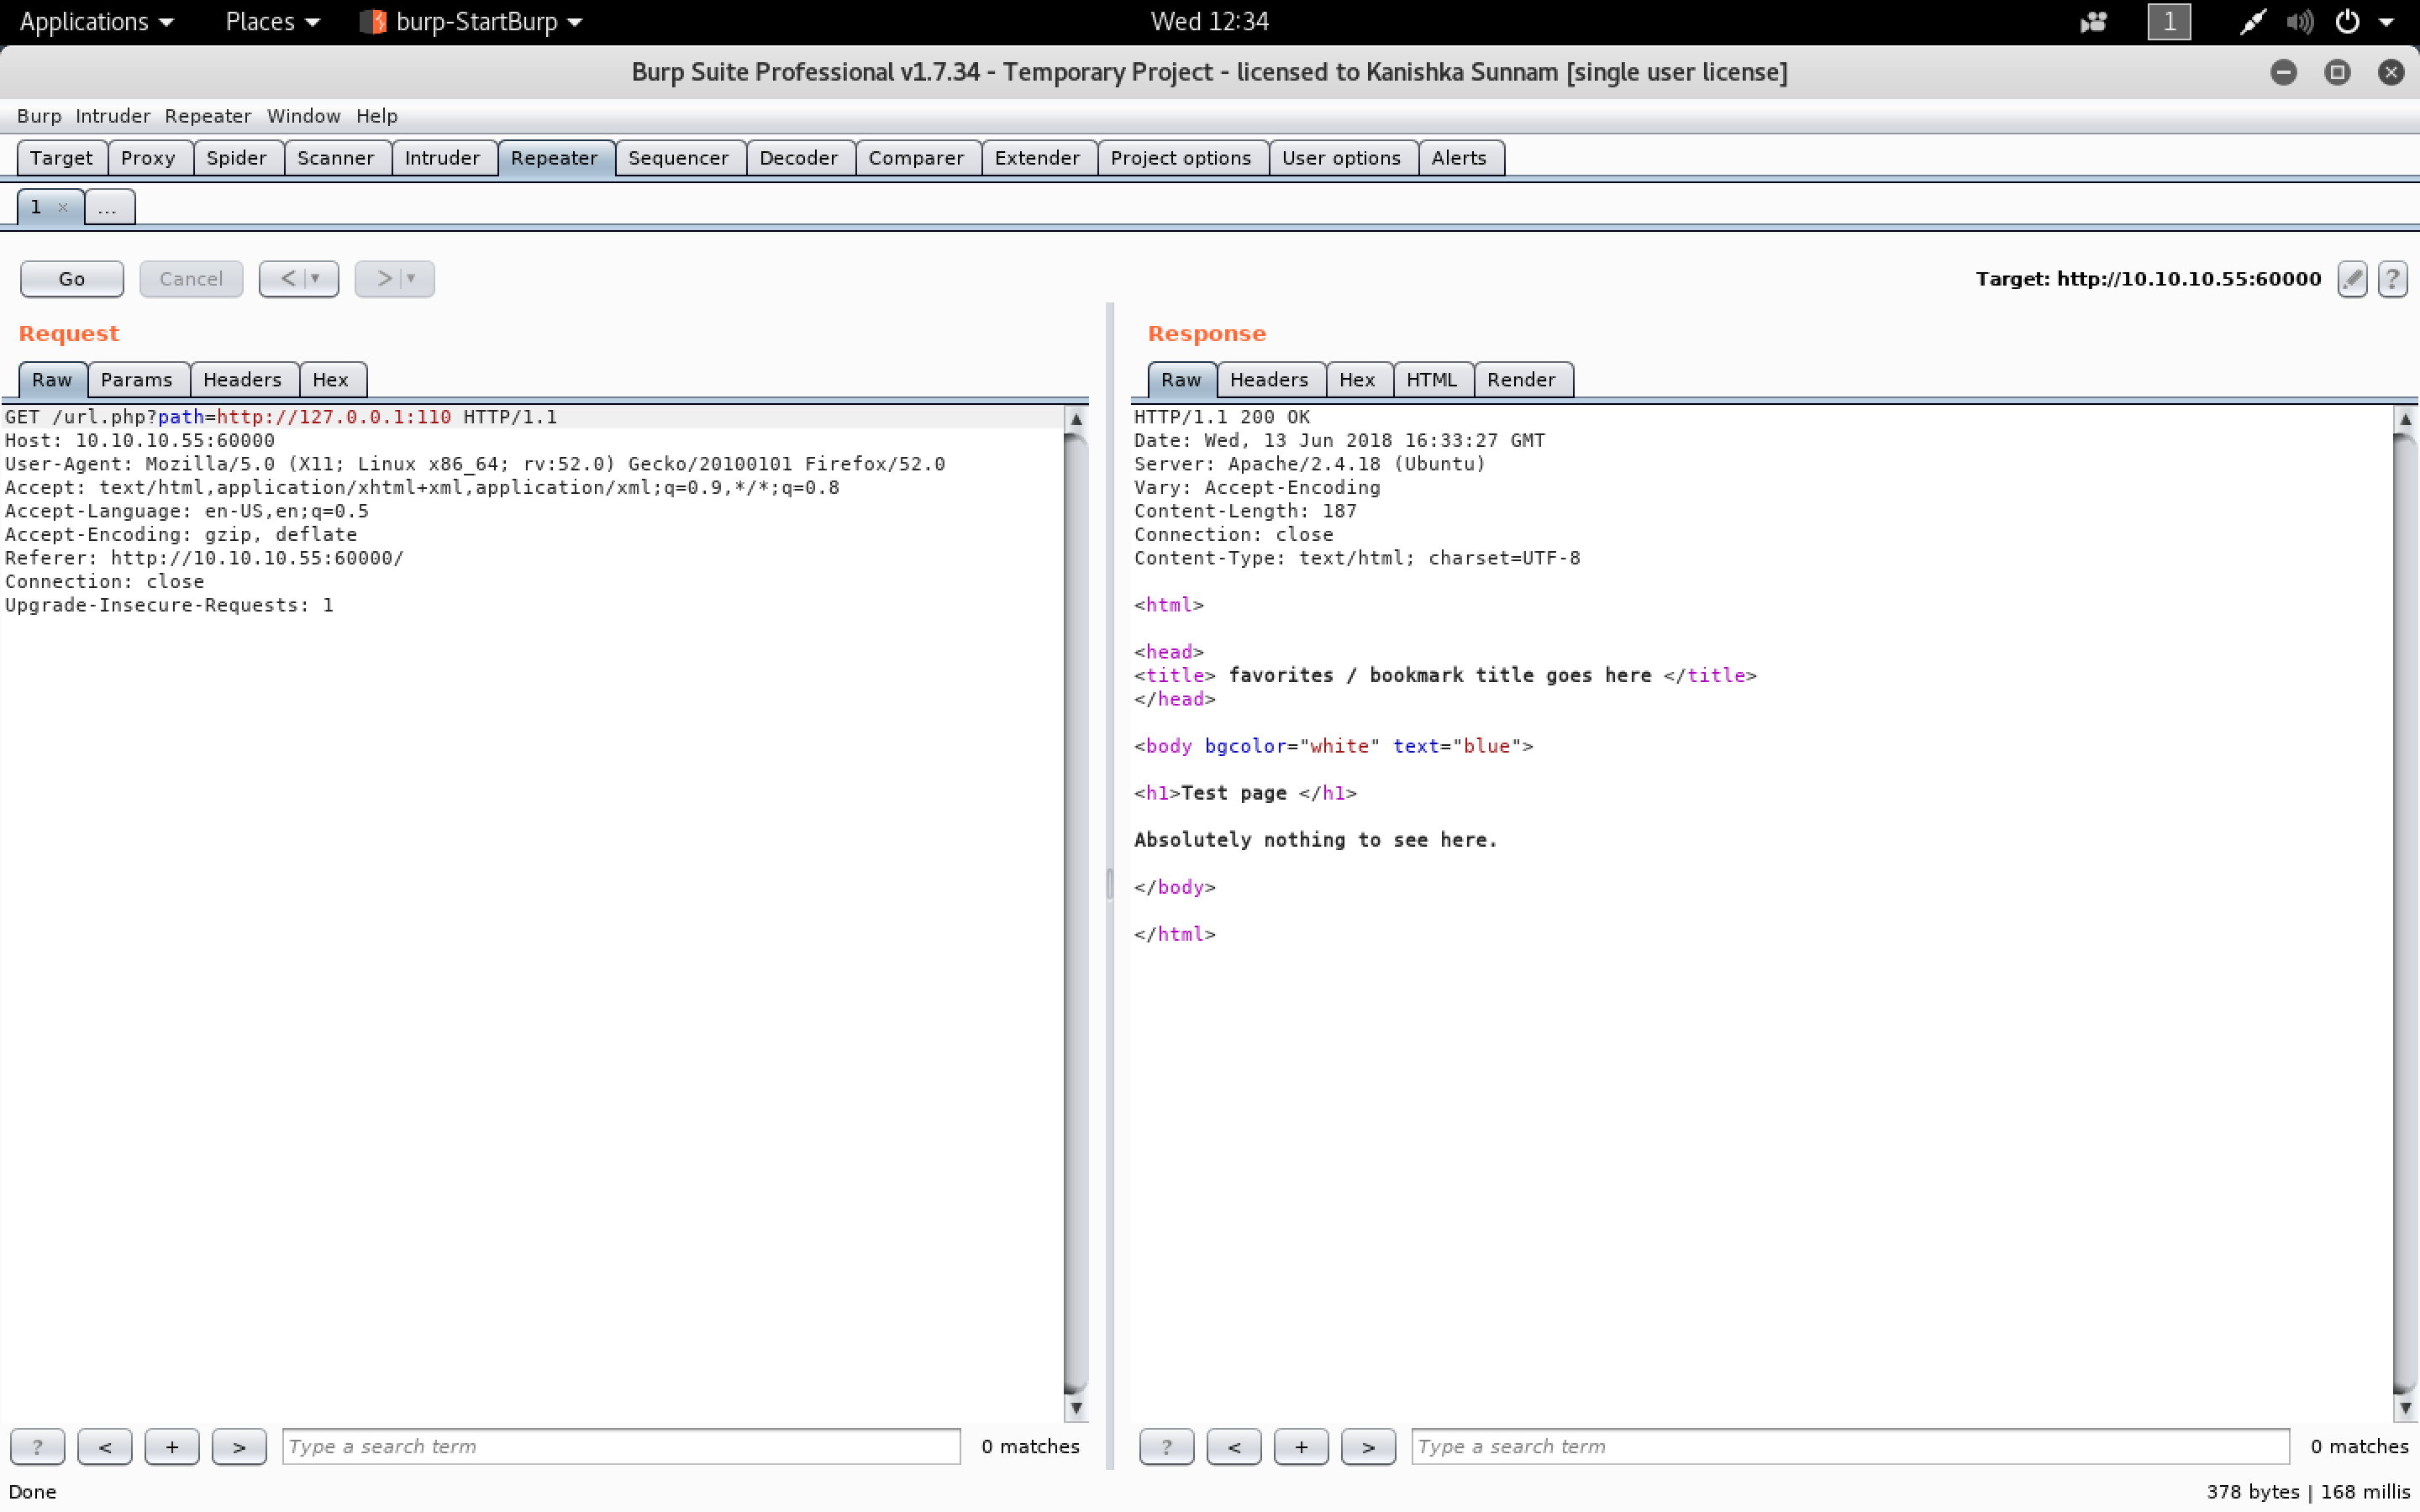 Applications Places burp-StartBurp Wed 12:34 1
Burp Suite Professional v1.7.34 - Temporary Project - licensed to Kanishka Sunnam [single user license]
Burp Intruder Repeater Window Help
Target Proxy Spider Scanner Intruder Repeater Sequencer Decoder Comparer Extender Project options User options Alerts
1 × ...
Go Cancel < > Target: http://10.10.10.55:60000 ?
Request
Raw Params Headers Hex
GET /url.php?path=http://127.0.0.1:110 HTTP/1.1
Host: 10.10.10.55:60000
User-Agent: Mozilla/5.0 (X11; Linux x86_64; rv:52.0) Gecko/20100101 Firefox/52.0
Accept: text/html,application/xhtml+xml,application/xml;q=0.9,*/*;q=0.8
Accept-Language: en-US,en;q=0.5
Accept-Encoding: gzip, deflate
Referer: http://10.10.10.55:60000/
Connection: close
Upgrade-Insecure-Requests: 1
? < + > Type a search term 0 matches
Response
Raw Headers Hex HTML Render
HTTP/1.1 200 OK
Date: Wed, 13 Jun 2018 16:33:27 GMT
Server: Apache/2.4.18 (Ubuntu)
Vary: Accept-Encoding
Content-Length: 187
Connection: close
Content-Type: text/html; charset=UTF-8
<html>
<head>
<title> favorites / bookmark title goes here </title>
</head>
<body bgcolor="white" text="blue">
<h1>Test page </h1>
Absolutely nothing to see here.
</body>
</html>
? < + > Type a search term 0 matches
Done 378 bytes | 168 millis